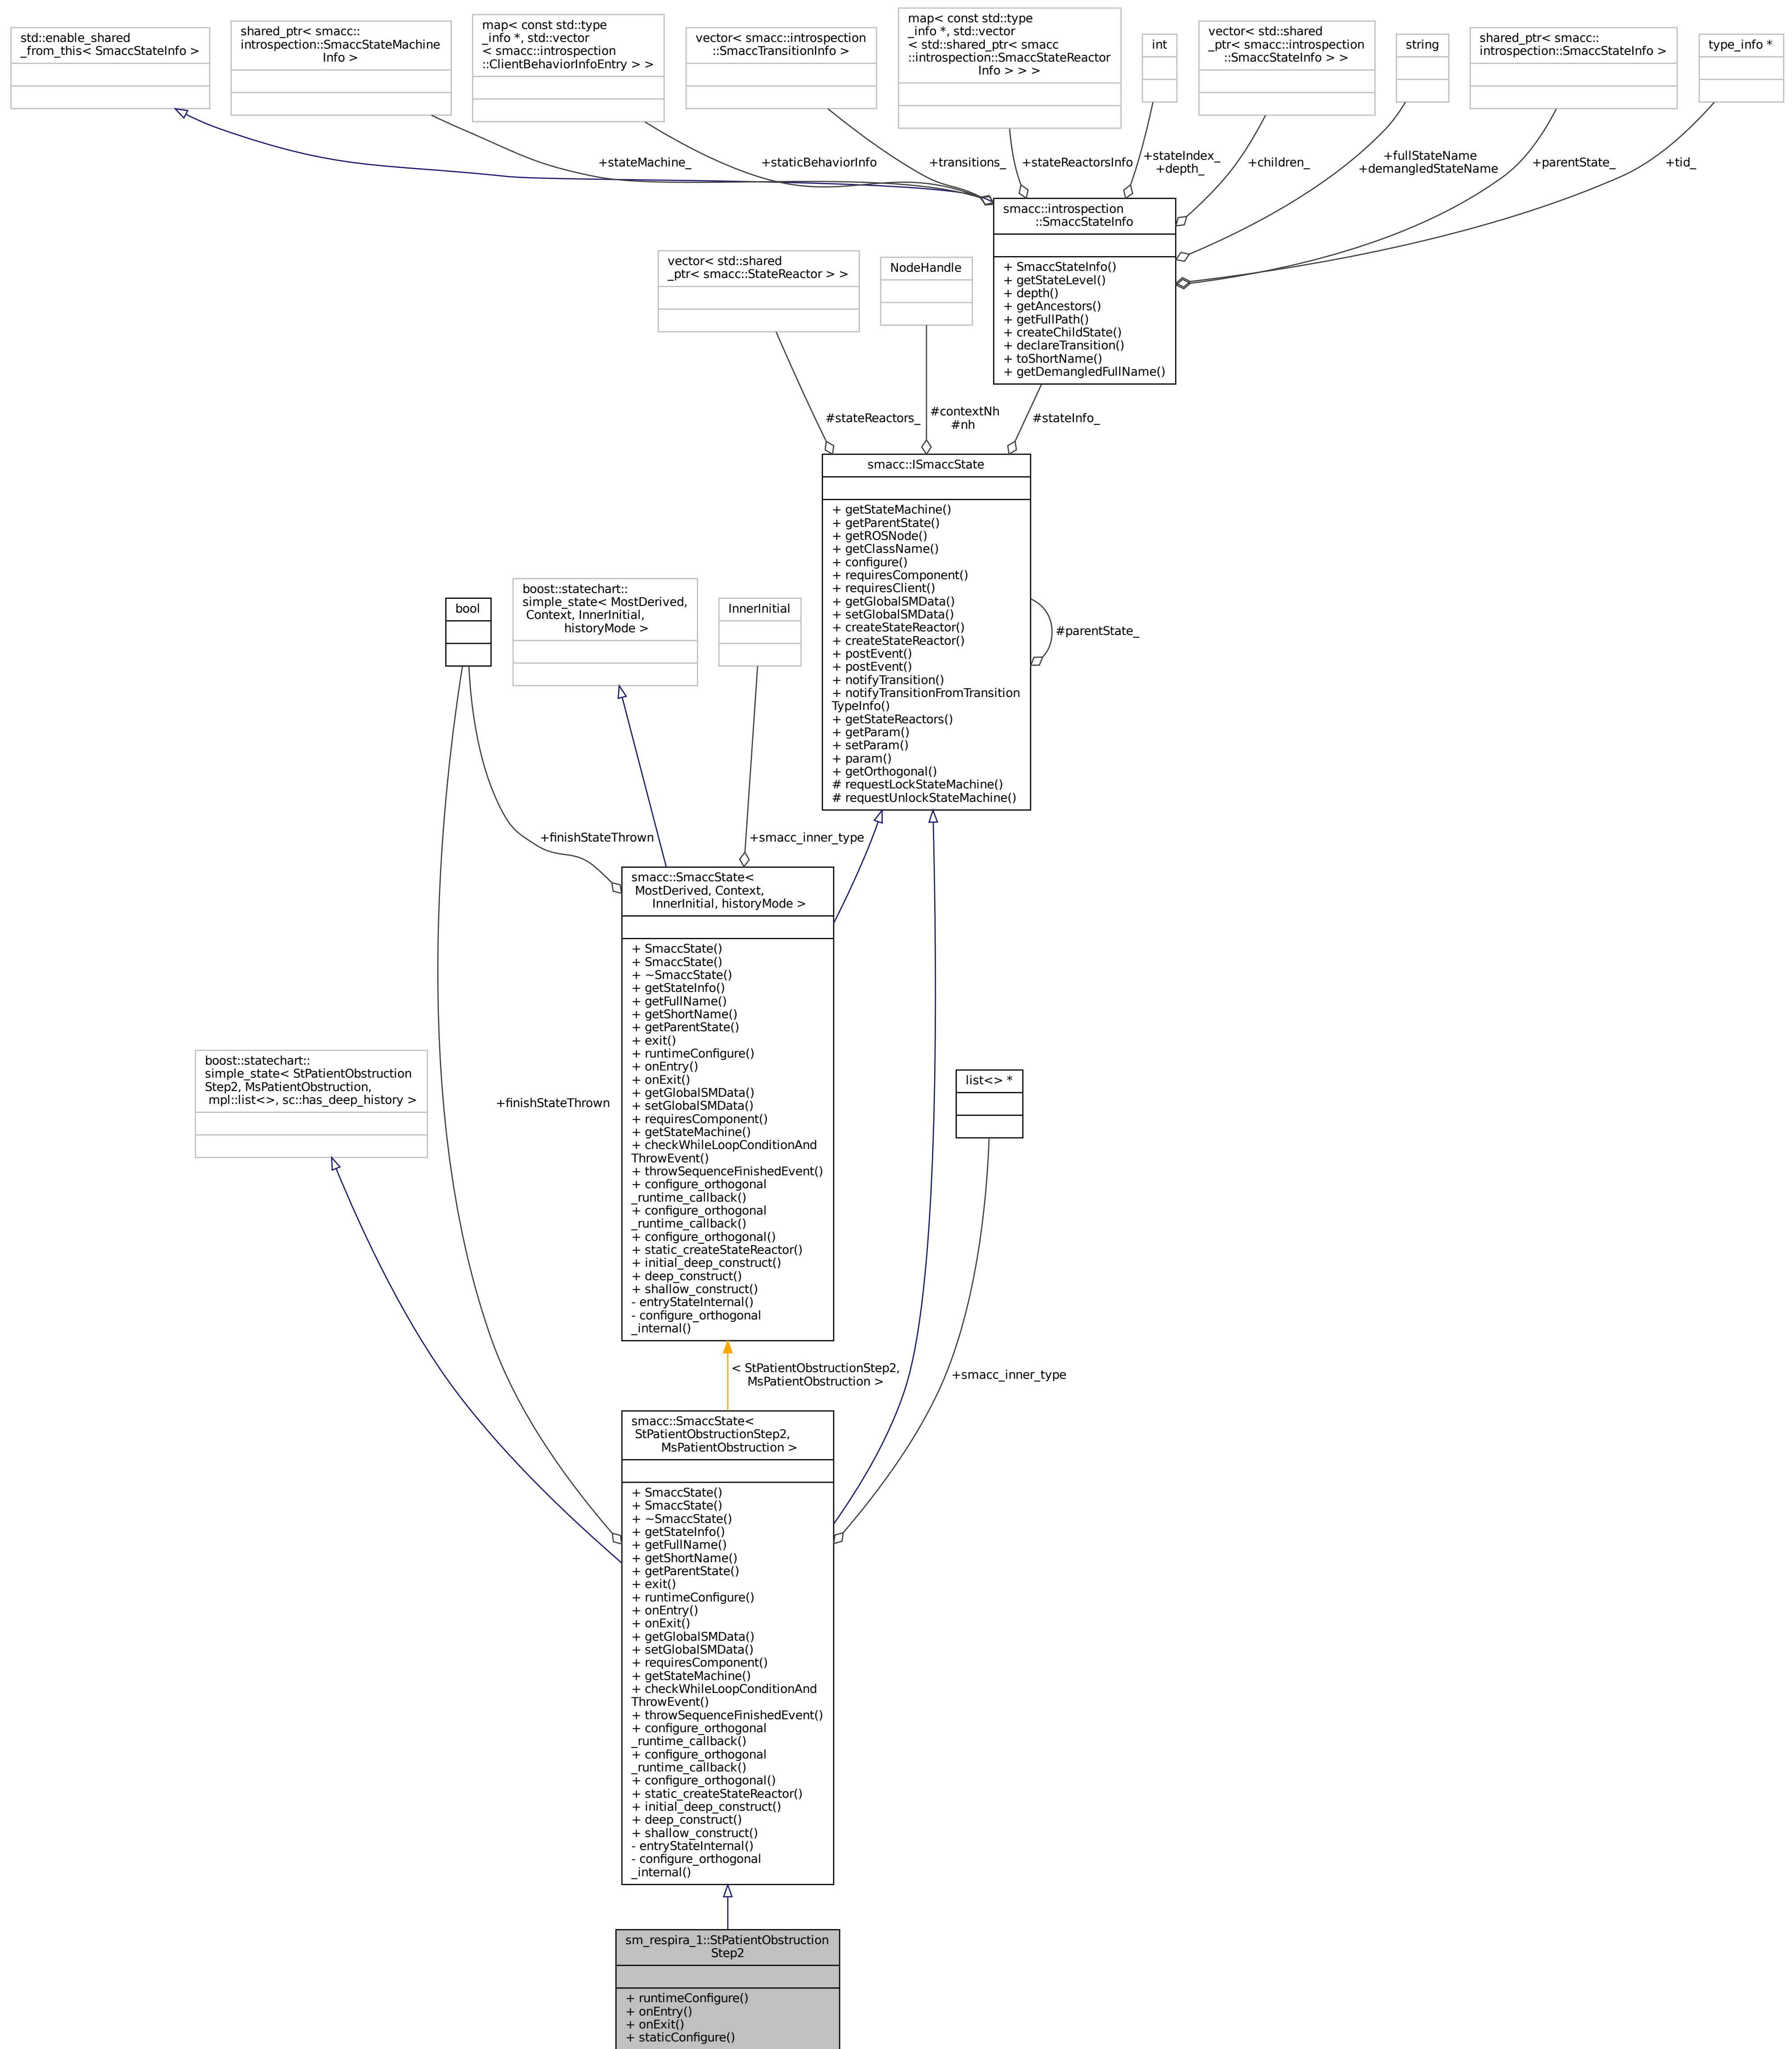 std::enable_shared
_from_this< SmaccStateInfo >
shared_ptr< smacc::
introspection::SmaccStateMachine
Info >
map< const std::type
_info *, std::vector
< smacc::introspection
::ClientBehaviorInfoEntry > >
vector< smacc::introspection
::SmaccTransitionInfo >
map< const std::type
_info *, std::vector
< std::shared_ptr< smacc
::introspection::SmaccStateReactor
Info > > >
int
vector< std::shared
_ptr< smacc::introspection
::SmaccStateInfo > >
string
shared_ptr< smacc::
introspection::SmaccStateInfo >
type_info *
+stateMachine_
+staticBehaviorInfo
+transitions_
+stateReactorsInfo
+stateIndex_
+depth_
+children_
+fullStateName
+demangledStateName
+parentState_
+tid_
smacc::introspection
::SmaccStateInfo
+ SmaccStateInfo()
+ getStateLevel()
+ depth()
+ getAncestors()
+ getFullPath()
+ createChildState()
+ declareTransition()
+ toShortName()
+ getDemangledFullName()
vector< std::shared
_ptr< smacc::StateReactor > >
NodeHandle
#stateReactors_
#contextNh
#nh
#stateInfo_
smacc::ISmaccState
+ getStateMachine()
+ getParentState()
+ getROSNode()
+ getClassName()
+ configure()
+ requiresComponent()
+ requiresClient()
+ getGlobalSMData()
+ setGlobalSMData()
+ createStateReactor()
+ createStateReactor()
+ postEvent()
+ postEvent()
+ notifyTransition()
+ notifyTransitionFromTransition
TypeInfo()
+ getStateReactors()
+ getParam()
+ setParam()
+ param()
+ getOrthogonal()
# requestLockStateMachine()
# requestUnlockStateMachine()
#parentState_
bool
boost::statechart::
simple_state< MostDerived,
Context, InnerInitial,
historyMode >
InnerInitial
+finishStateThrown
+smacc_inner_type
smacc::SmaccState<
MostDerived, Context,
InnerInitial, historyMode >
+ SmaccState()
+ SmaccState()
+ ~SmaccState()
+ getStateInfo()
+ getFullName()
+ getShortName()
+ getParentState()
+ exit()
+ runtimeConfigure()
+ onEntry()
+ onExit()
+ getGlobalSMData()
+ setGlobalSMData()
+ requiresComponent()
+ getStateMachine()
+ checkWhileLoopConditionAnd
ThrowEvent()
+ throwSequenceFinishedEvent()
+ configure_orthogonal
_runtime_callback()
+ configure_orthogonal
_runtime_callback()
+ configure_orthogonal()
+ static_createStateReactor()
+ initial_deep_construct()
+ deep_construct()
+ shallow_construct()
- entryStateInternal()
- configure_orthogonal
_internal()
boost::statechart::
simple_state< StPatientObstruction
Step2, MsPatientObstruction,
mpl::list<>, sc::has_deep_history >
+finishStateThrown
list<> *
< StPatientObstructionStep2,
MsPatientObstruction >
+smacc_inner_type
smacc::SmaccState<
StPatientObstructionStep2,
MsPatientObstruction >
+ SmaccState()
+ SmaccState()
+ ~SmaccState()
+ getStateInfo()
+ getFullName()
+ getShortName()
+ getParentState()
+ exit()
+ runtimeConfigure()
+ onEntry()
+ onExit()
+ getGlobalSMData()
+ setGlobalSMData()
+ requiresComponent()
+ getStateMachine()
+ checkWhileLoopConditionAnd
ThrowEvent()
+ throwSequenceFinishedEvent()
+ configure_orthogonal
_runtime_callback()
+ configure_orthogonal
_runtime_callback()
+ configure_orthogonal()
+ static_createStateReactor()
+ initial_deep_construct()
+ deep_construct()
+ shallow_construct()
- entryStateInternal()
- configure_orthogonal
_internal()
sm_respira_1::StPatientObstruction
Step2
+ runtimeConfigure()
+ onEntry()
+ onExit()
+ staticConfigure()